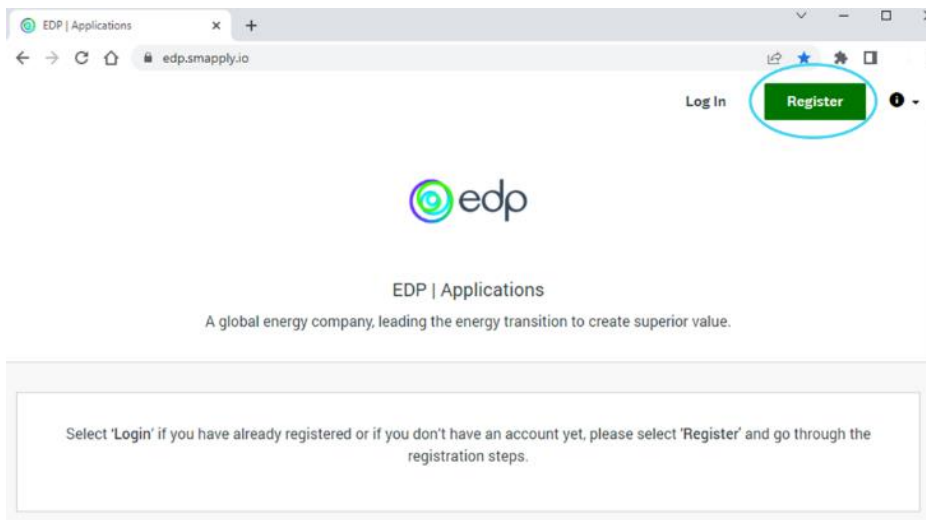 EDP | Applications
edp.smapply.io
Log In
Register
edp
EDP | Applications
A global energy company, leading the energy transition to create superior value.
Select 'Login' if you have already registered or if you don't have an account yet, please select 'Register' and go through the
registration steps.